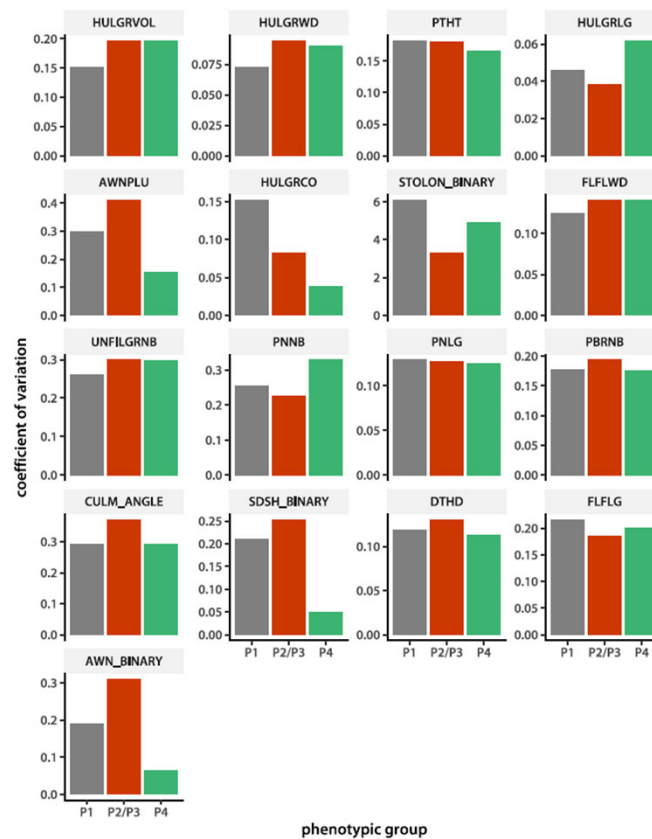 HULGRVOL HULGRWD PTHT HULGRLG
0.20 0.15 0.10 0.05 0.00
0.075 0.050 0.025 0.000
0.15 0.10 0.05 0.00
0.06 0.04 0.02 0.00
AWNPLU HULGRCO STOLON_BINARY FLFLWD
0.4 0.3 0.2 0.1 0.0
0.15 0.10 0.05 0.00
6 4 2 0
0.10 0.05 0.00
UNFILGRNB PNNB PNLG PBRNB
0.3 0.2 0.1 0.0
0.3 0.2 0.1 0.0
0.10 0.05 0.00
0.20 0.15 0.10 0.05 0.00
CULM_ANGLE SDSH_BINARY DTHD FLFLG
0.3 0.2 0.1 0.0
0.25 0.20 0.15 0.10 0.05 0.00
0.10 0.05 0.00
0.20 0.15 0.10 0.05 0.00
P1 P2/P3 P4
P1 P2/P3 P4
P1 P2/P3 P4
AWN_BINARY
0.3 0.2 0.1 0.0
P1 P2/P3 P4
coefficient of variation
phenotypic group